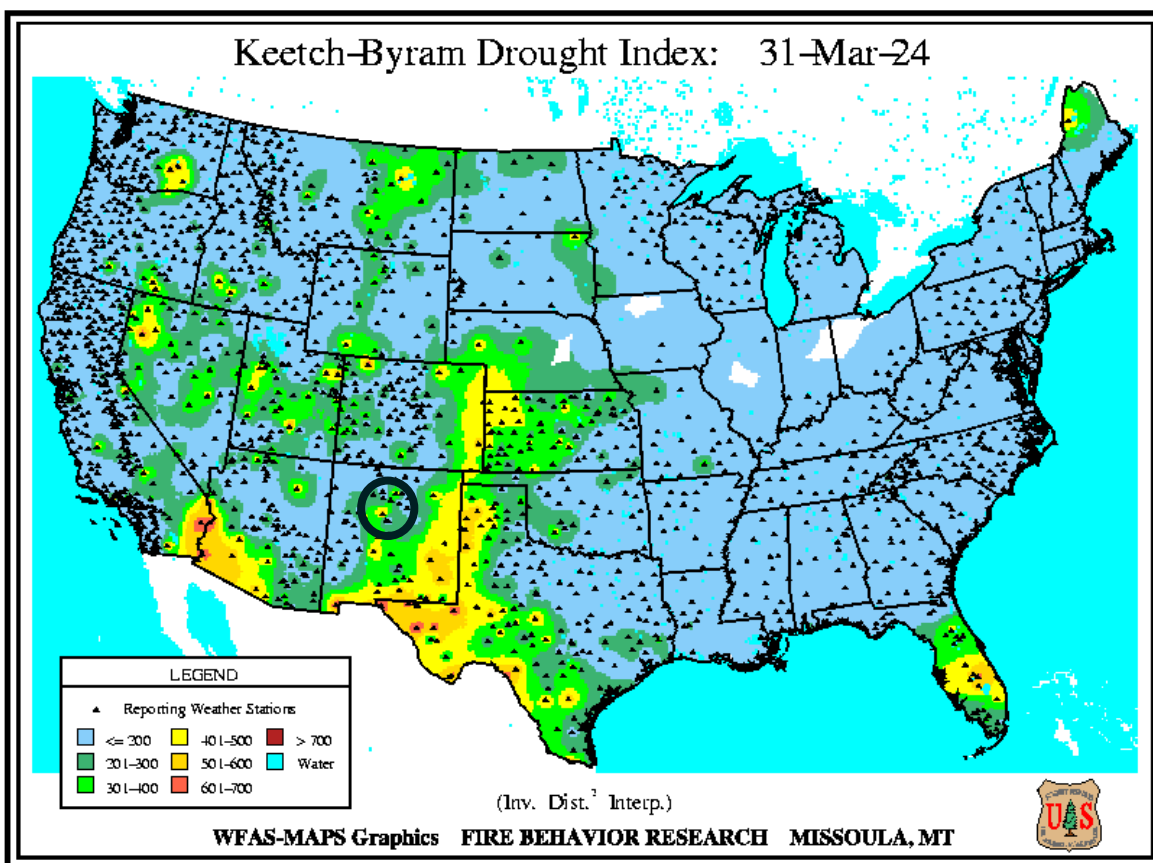 Keetch-Byram Drought Index: 31-Mar-24
LEGEND
Reporting Weather Stations
<= 200
401-500
> 700
201-300
501-600
Water
301-400
601-700
(Inv. Dist.² Interp.)
WFAS-MAPS Graphics FIRE BEHAVIOR RESEARCH MISSOULA, MT
U S